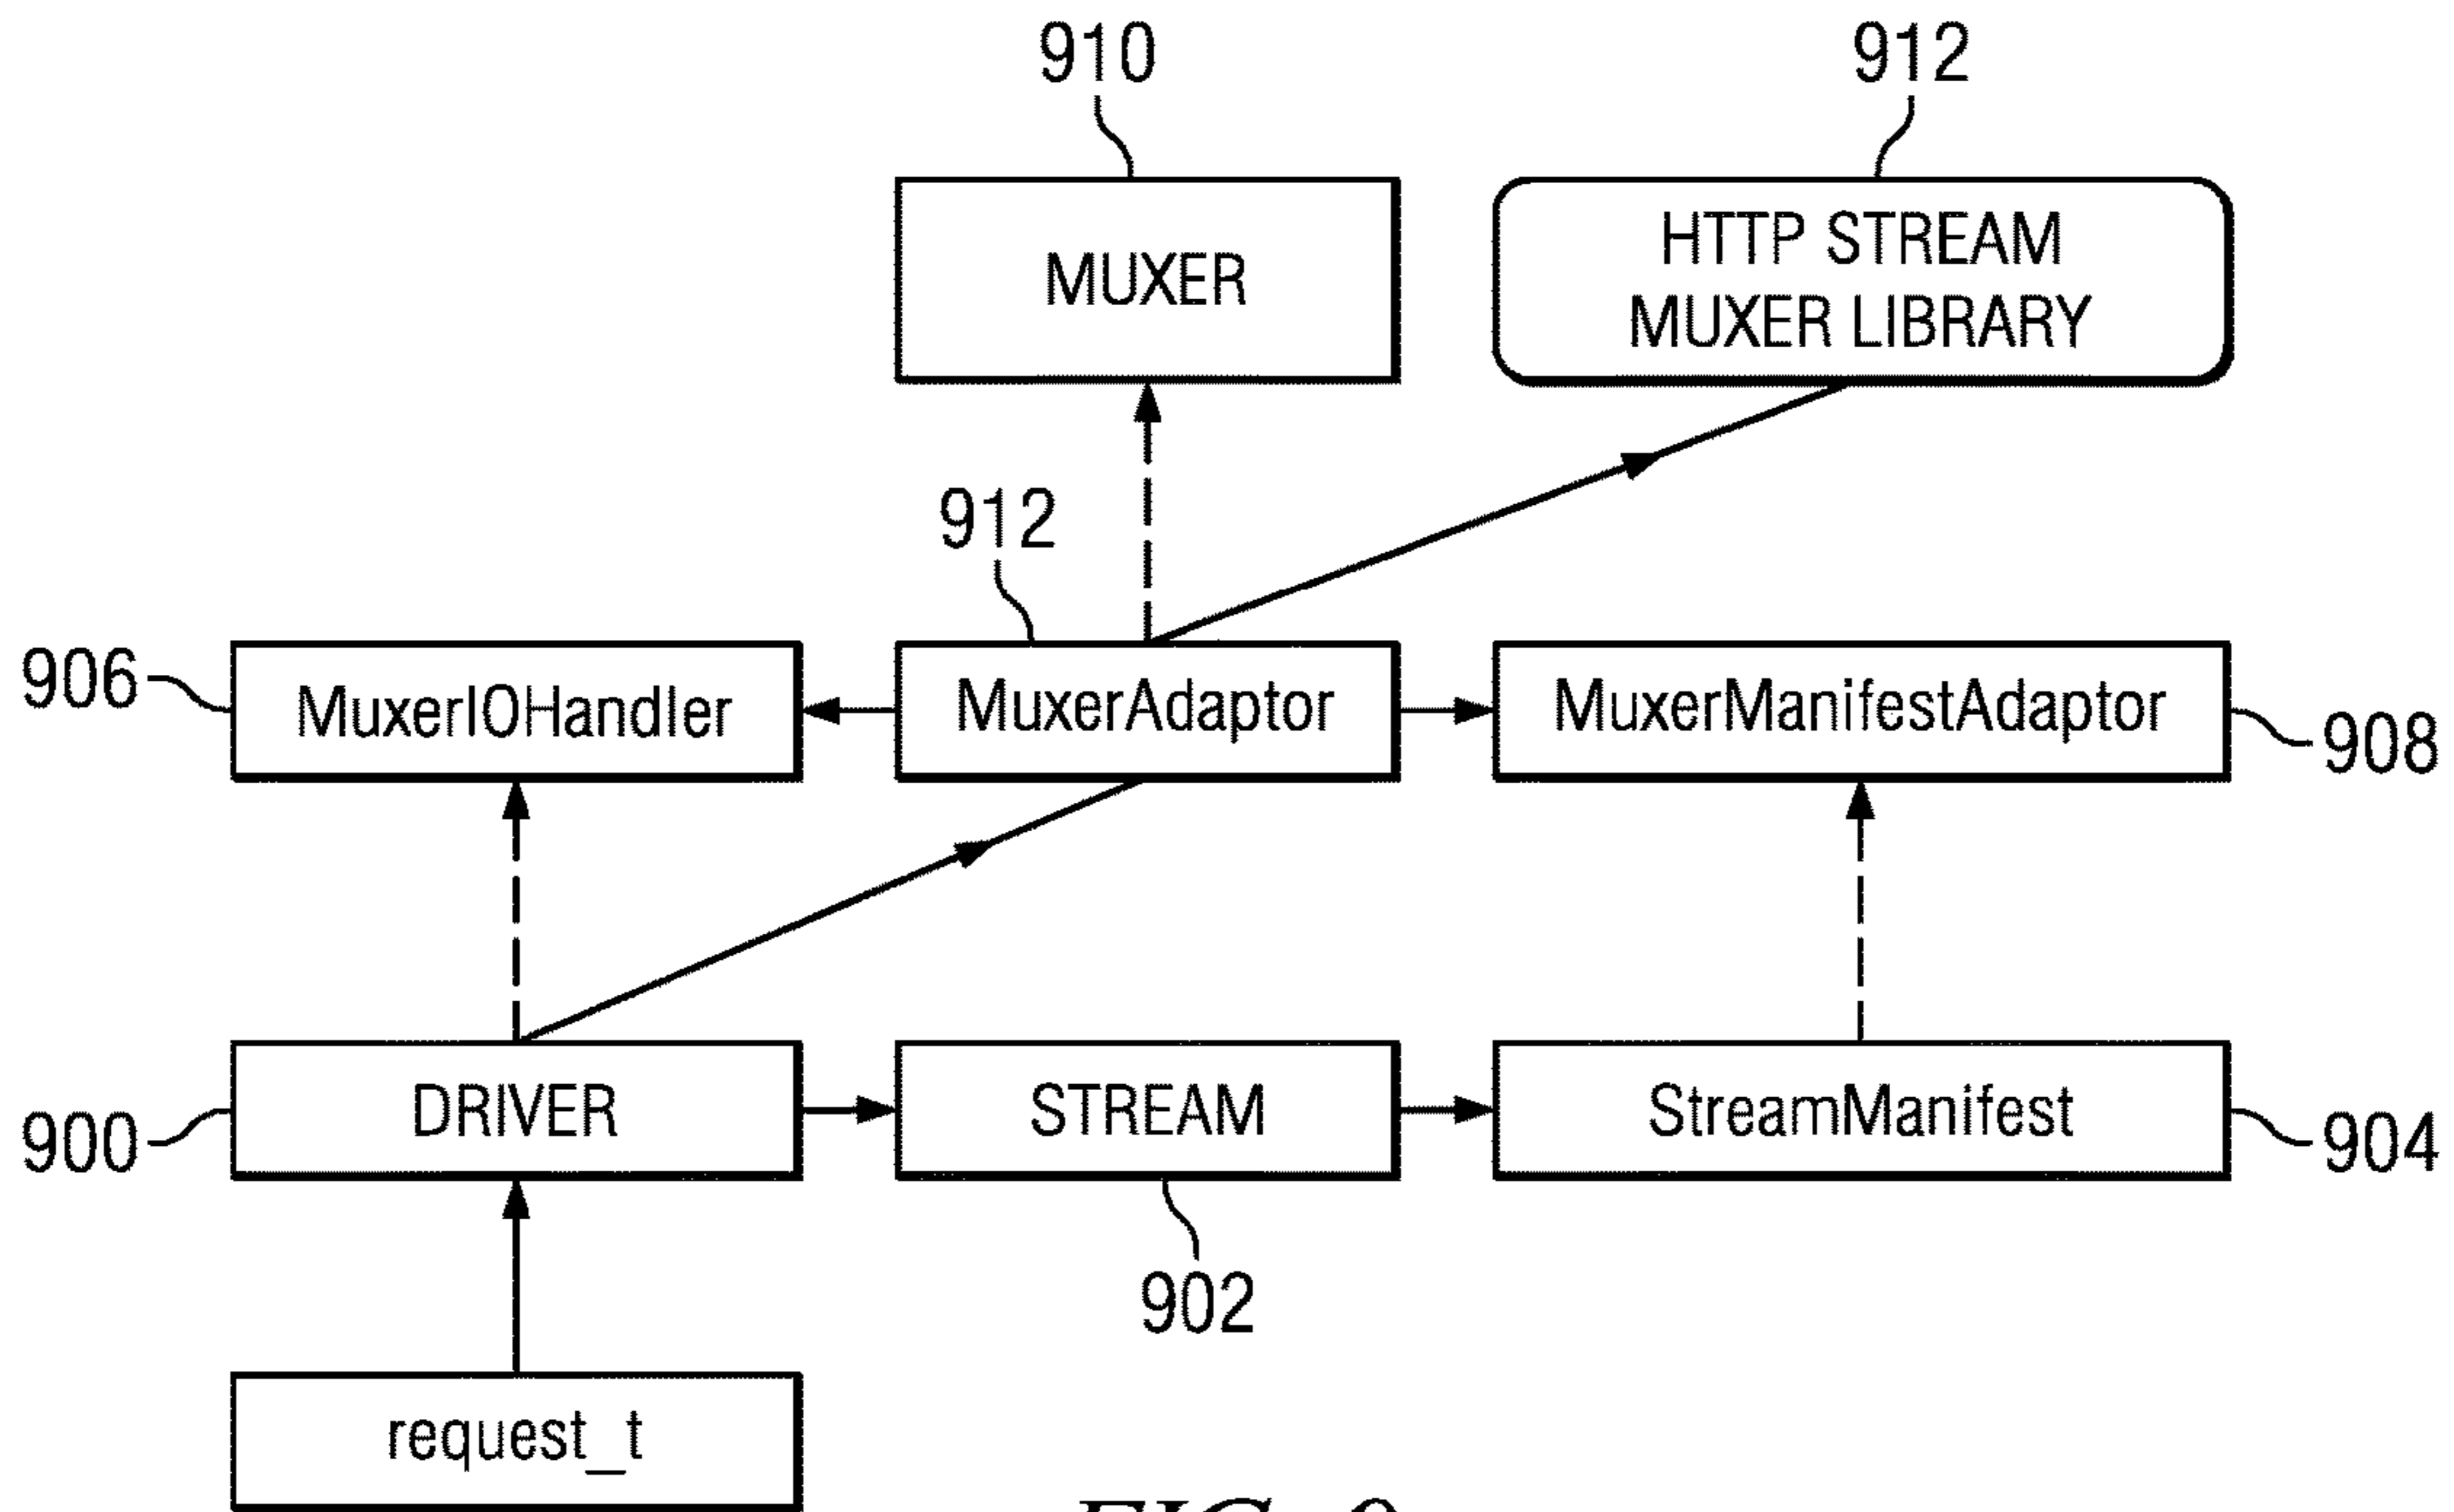 910
912
MUXER
HTTP STREAM
MUXER LIBRARY
912
906
MuxerIOHandler
MuxerAdaptor
MuxerManifestAdaptor
908
900
DRIVER
STREAM
StreamManifest
904
902
request_t